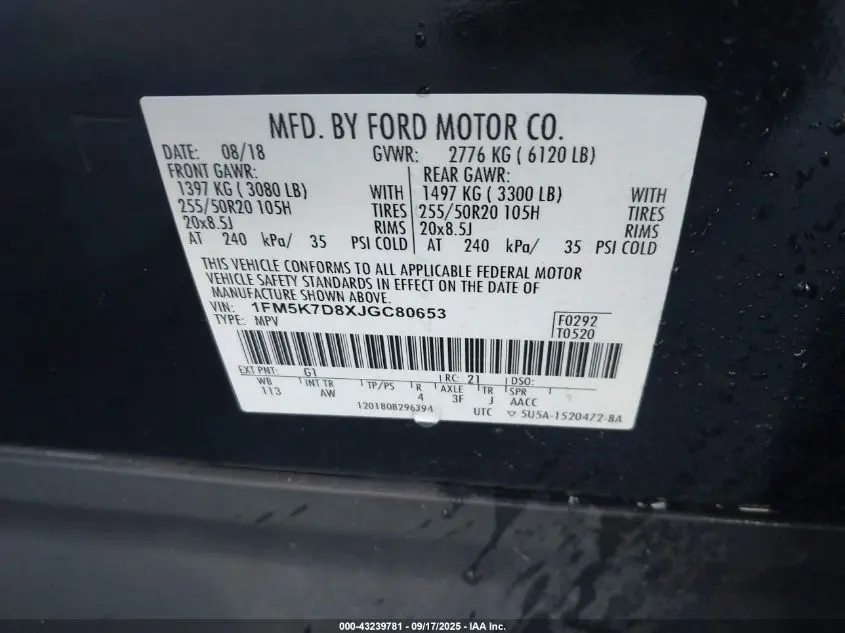 MFD. BY FORD MOTOR CO.
DATE: 08/18 GVWR: 2776 KG ( 6120 LB)
FRONT GAWR: REAR GAWR:
1397 KG ( 3080 LB) WITH 1497 KG ( 3300 LB) WITH
255/50R20 105H TIRES 255/50R20 105H TIRES
20x8.5J RIMS 20x8.5J RIMS
AT 240 kPa/ 35 PSI COLD AT 240 kPa/ 35 PSI COLD
THIS VEHICLE CONFORMS TO ALL APPLICABLE FEDERAL MOTOR
VEHICLE SAFETY STANDARDS IN EFFECT ON THE DATE OF
MANUFACTURE SHOWN ABOVE.
VIN: 1FM5K7D8XJGC80653 F0292
TYPE: MPV T0520
EXT PNT: G1 RC: 21 DSO:
WB INT TR TP/PS R AXLE TR SPR
113 AW 4 3F J AACC
1201808296394 UTC ▽ 5U5A-1520472-BA
000-43239781 - 09/17/2025 - IAA Inc.